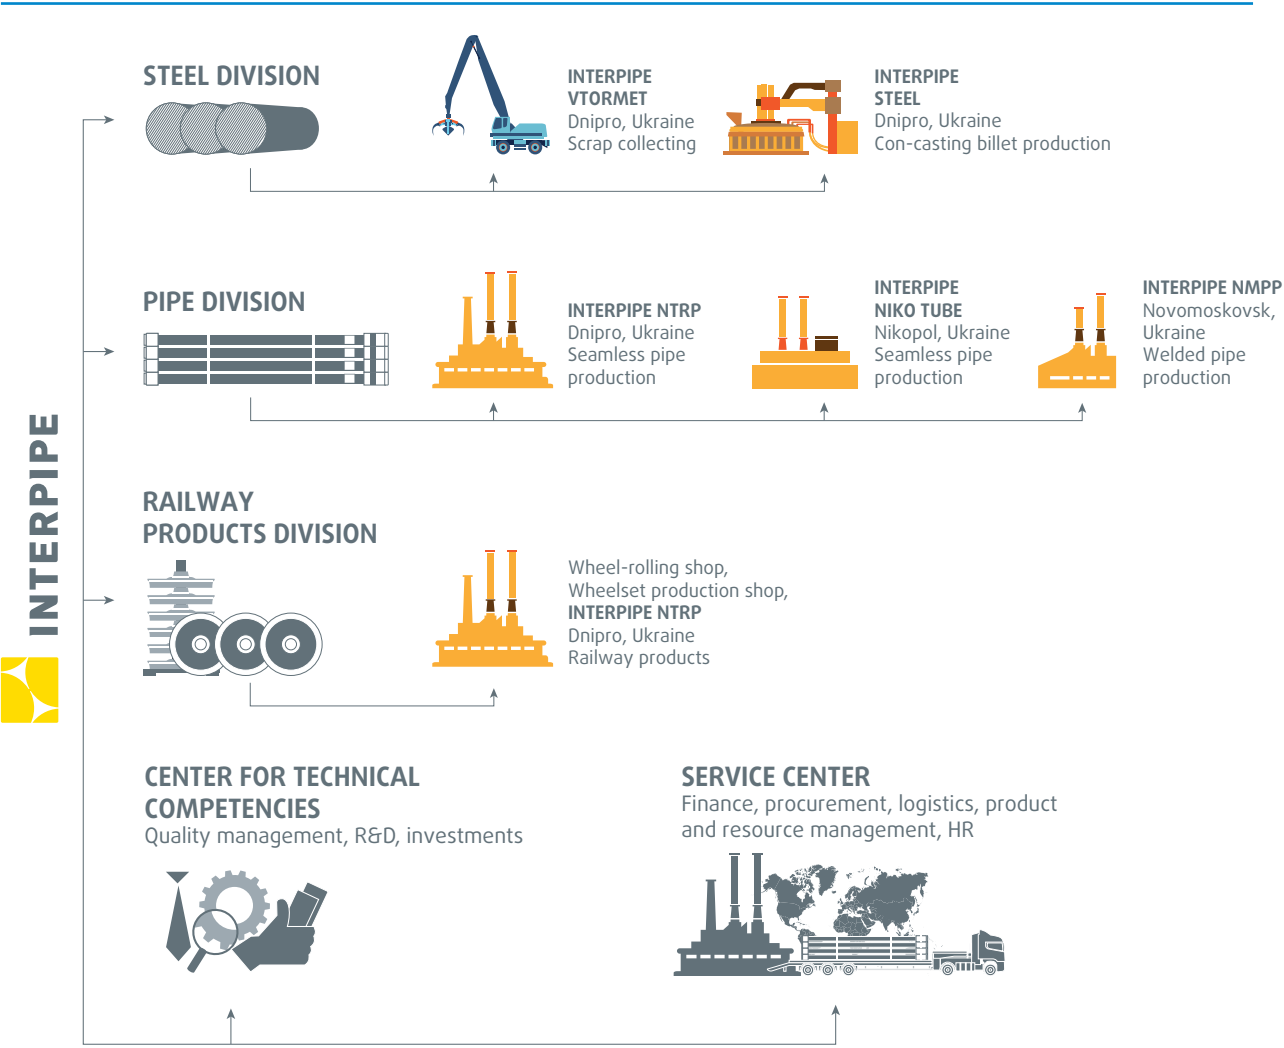 INTERPIPE
STEEL DIVISION
INTERPIPE
VTORMET
Dnipro, Ukraine
Scrap collecting
INTERPIPE
STEEL
Dnipro, Ukraine
Con-casting billet production
PIPE DIVISION
INTERPIPE NTRP
Dnipro, Ukraine
Seamless pipe
production
INTERPIPE
NIKO TUBE
Nikopol, Ukraine
Seamless pipe
production
INTERPIPE NMPP
Novomoskovsk,
Ukraine
Welded pipe
production
RAILWAY
PRODUCTS DIVISION
Wheel-rolling shop,
Wheelset production shop,
INTERPIPE NTRP
Dnipro, Ukraine
Railway products
CENTER FOR TECHNICAL
COMPETENCIES
Quality management, R&D, investments
SERVICE CENTER
Finance, procurement, logistics, product
and resource management, HR